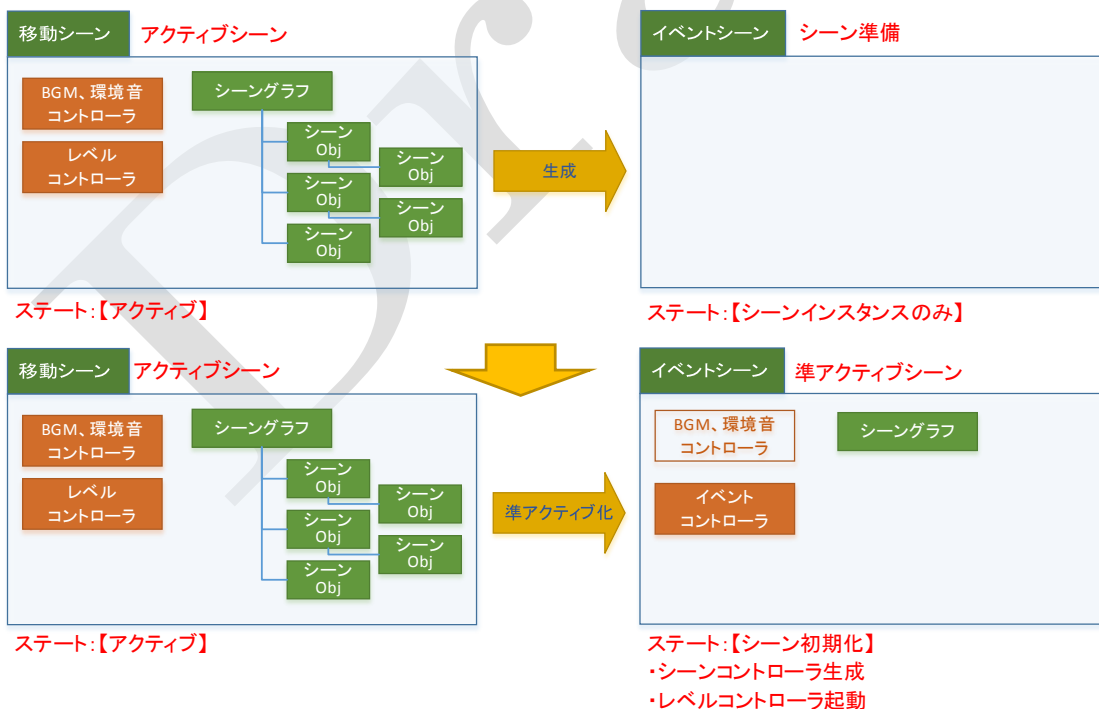 移動シーン
アクティブシーン
BGM、環境音
コントローラ
レベル
コントローラ
シーングラフ
シーン
Obj
シーン
Obj
シーン
Obj
シーン
Obj
シーン
Obj
ステート:【アクティブ】
生成
イベントシーン
シーン準備
ステート:【シーンインスタンスのみ】
移動シーン
アクティブシーン
BGM、環境音
コントローラ
レベル
コントローラ
シーングラフ
シーン
Obj
シーン
Obj
シーン
Obj
シーン
Obj
シーン
Obj
ステート:【アクティブ】
準アクティブ化
イベントシーン
準アクティブシーン
BGM、環境音
コントローラ
イベント
コントローラ
シーングラフ
ステート:【シーン初期化】
・シーンコントローラ生成
・レベルコントローラ起動